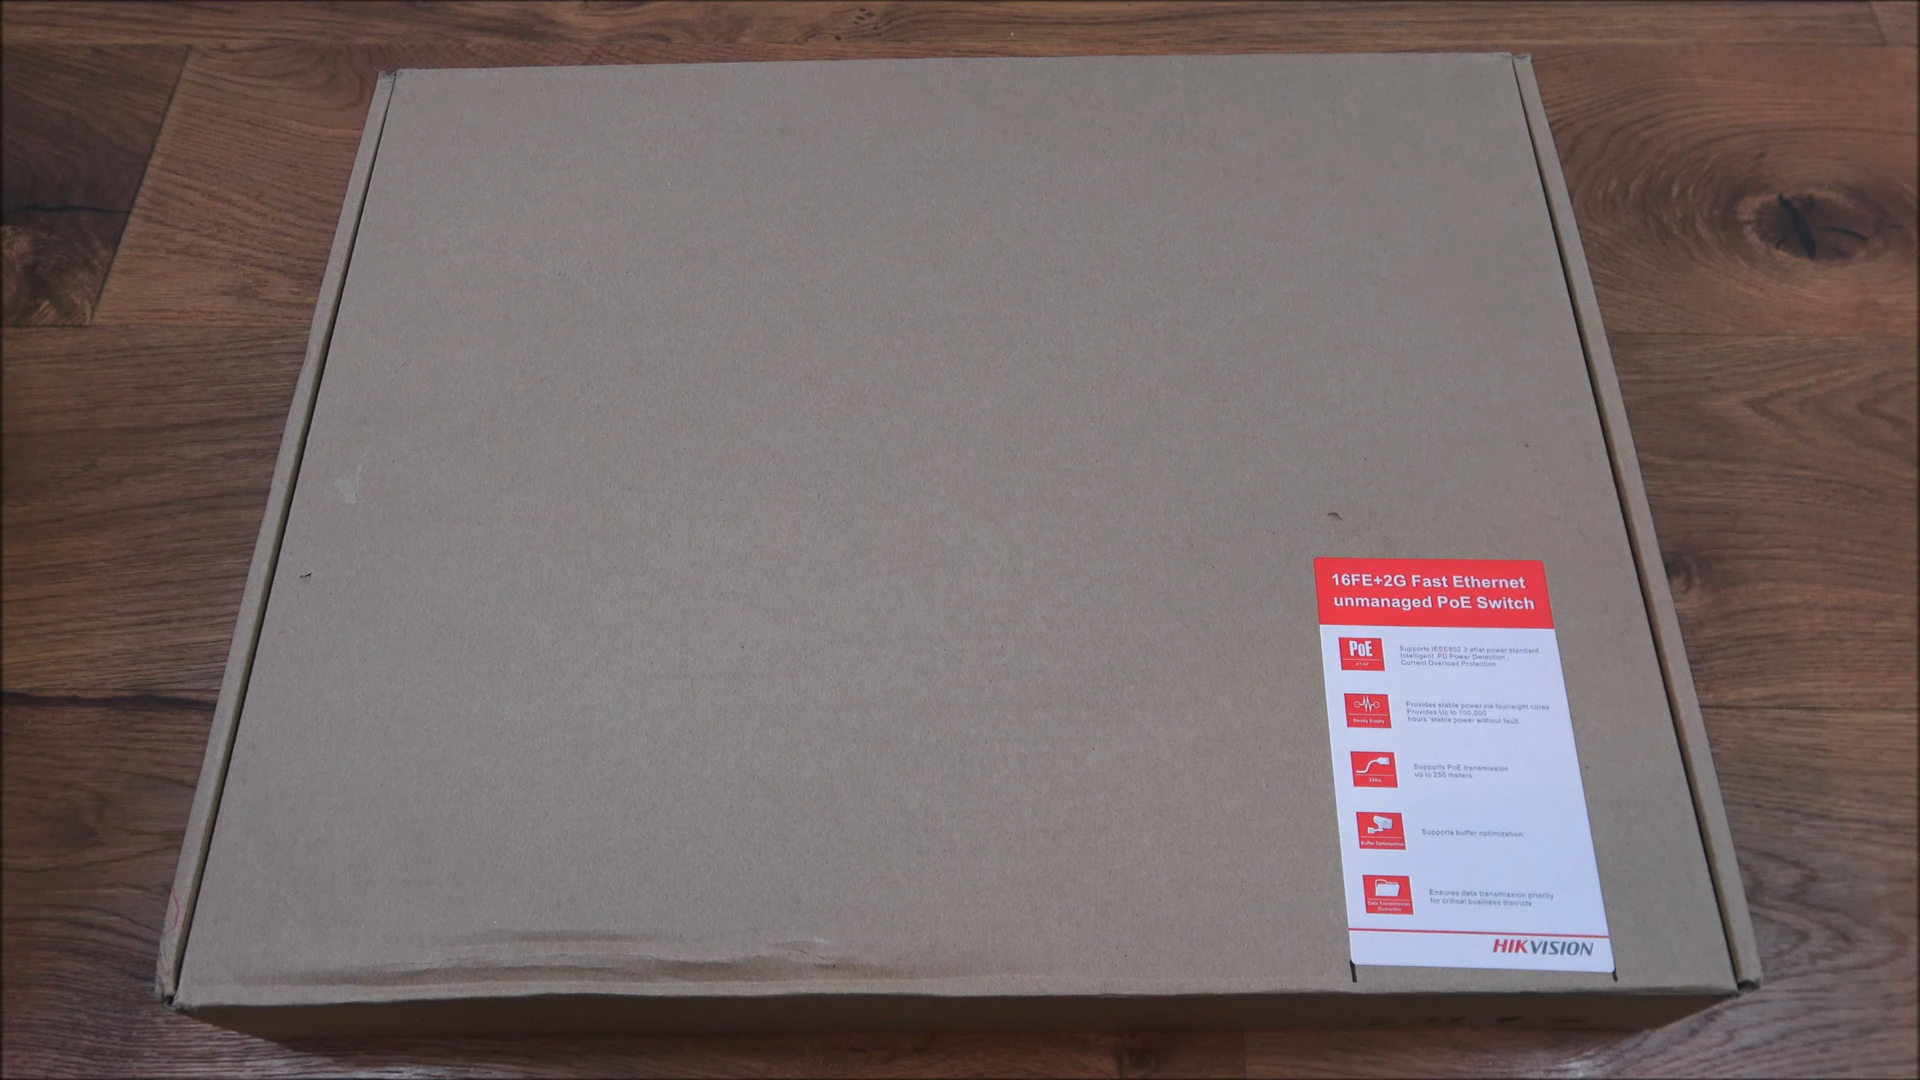 16FE+2G Fast Ethernet
unmanaged PoE Switch
PoE
AT/AF
Supports IEEE802.3 at/af power standard.
Intelligent PD Power Detection ;
Current Overload Protection
Steady Supply
Provides stable power via four/eight cores
Provides Up to 100,000
hours 'stable power without fault.
250m
Supports PoE transmission
up to 250 meters.
Buffer Optimization
Supports buffer optimization.
Data Transmission
Guarantee
Ensures data transmission priority
for critical business districts.
HIKVISION